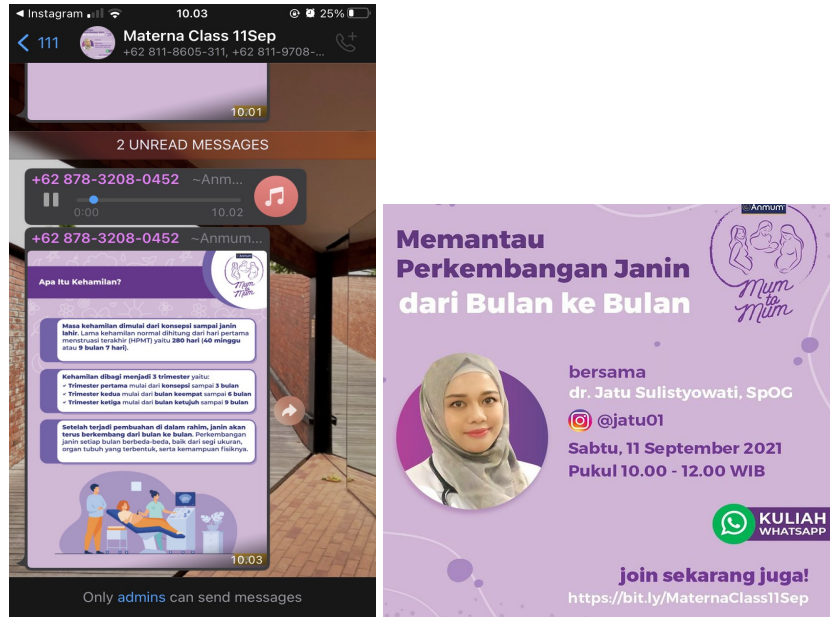 Instagram
10.03
25%
111
Materna Class 11Sep
+62 811-8605-311, +62 811-9708-...
10.01
2 UNREAD MESSAGES
+62 878-3208-0452 ~Anm...
0:00
10.02
+62 878-3208-0452 ~Anmum...
Anmum
Mum
to
Mum
Apa Itu Kehamilan?
Masa kehamilan dimulai dari konsepsi sampai janin
lahir. Lama kehamilan normal dihitung dari hari pertama
menstruasi terakhir (HPMT) yaitu 280 hari (40 minggu
atau 9 bulan 7 hari).
Kehamilan dibagi menjadi 3 trimester yaitu:
✓ Trimester pertama mulai dari konsepsi sampai 3 bulan
✓ Trimester kedua mulai dari bulan keempat sampai 6 bulan
✓ Trimester ketiga mulai dari bulan ketujuh sampai 9 bulan
Setelah terjadi pembuahan di dalam rahim, janin akan
terus berkembang dari bulan ke bulan. Perkembangan
janin setiap bulan berbeda-beda, baik dari segi ukuran,
organ tubuh yang terbentuk, serta kemampuan fisiknya.
10.03
Only admins can send messages
Anmum
Mum
to
Mum
Memantau
Perkembangan Janin
dari Bulan ke Bulan
bersama
dr. Jatu Sulistyowati, SpOG
@jatu01
Sabtu, 11 September 2021
Pukul 10.00 - 12.00 WIB
KULIAH
WHATSAPP
join sekarang juga!
https://bit.ly/MaternaClass11Sep